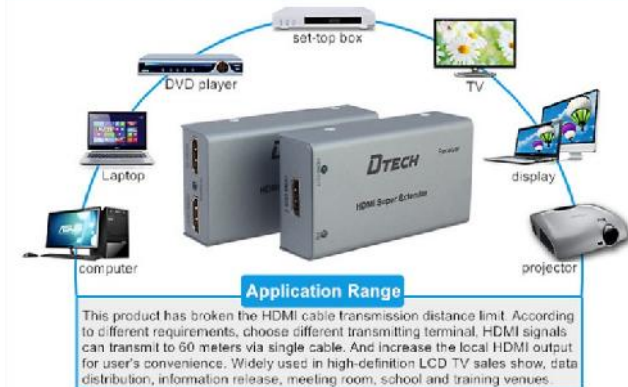 set-top box
DVD player
TV
Laptop
display
DTECH
HDMI Super Extender
computer
projector
Application Range
This product has broken the HDMI cable transmission distance limit. According
to different requirements, choose different transmitting terminal, HDMI signals
can transmit to 60 meters via single cable. And increase the local HDMI output
for user's convenience. Widely used in high-definition LCD TV sales show, data
distribution, information release, meeting room, school and training venues.